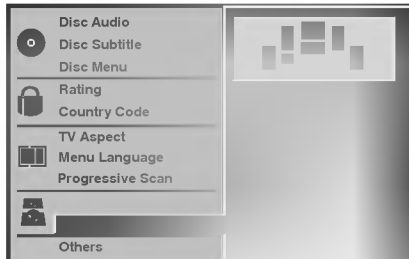 Disc Audio
Disc Subtitle
Disc Menu
Rating
Country Code
TV Aspect
Menu Language
Progressive Scan
Others